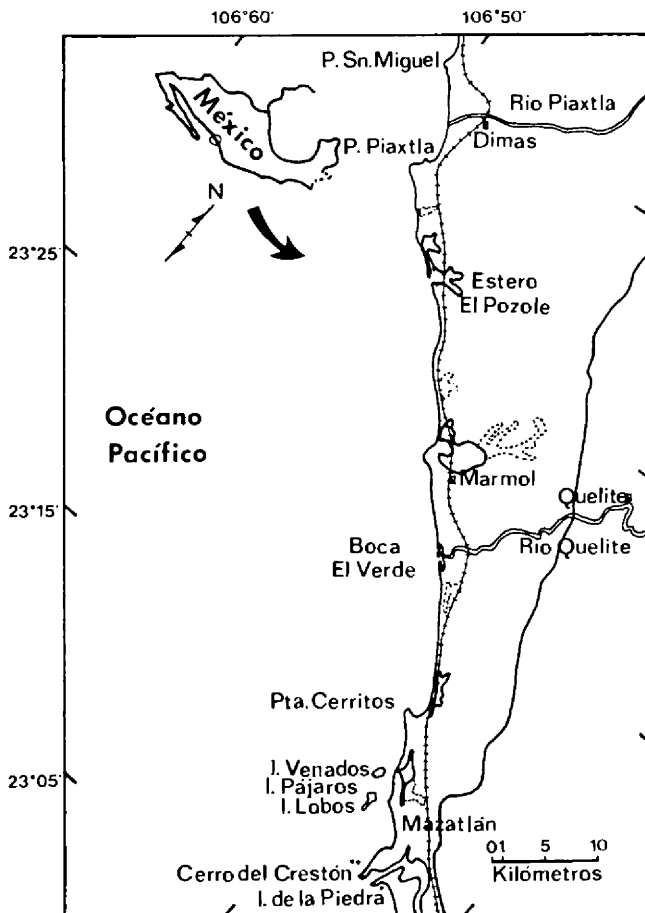 106°60'
106°50'
P. Sn. Miguel
México
Rio Piaxtla
P. Piaxtla
Dimas
N
23°25'
Estero
El Pozole
Océano
Pacífico
Marmol
Quelite
23°15'
Boca
El Verde
Rio Quelite
Pta. Cerritos
I. Venados
23°05'
I. Pájaros
I. Lobos
Mazatlán
Cerro del Crestón
I. de la Piedra
01 5 10
Kilómetros